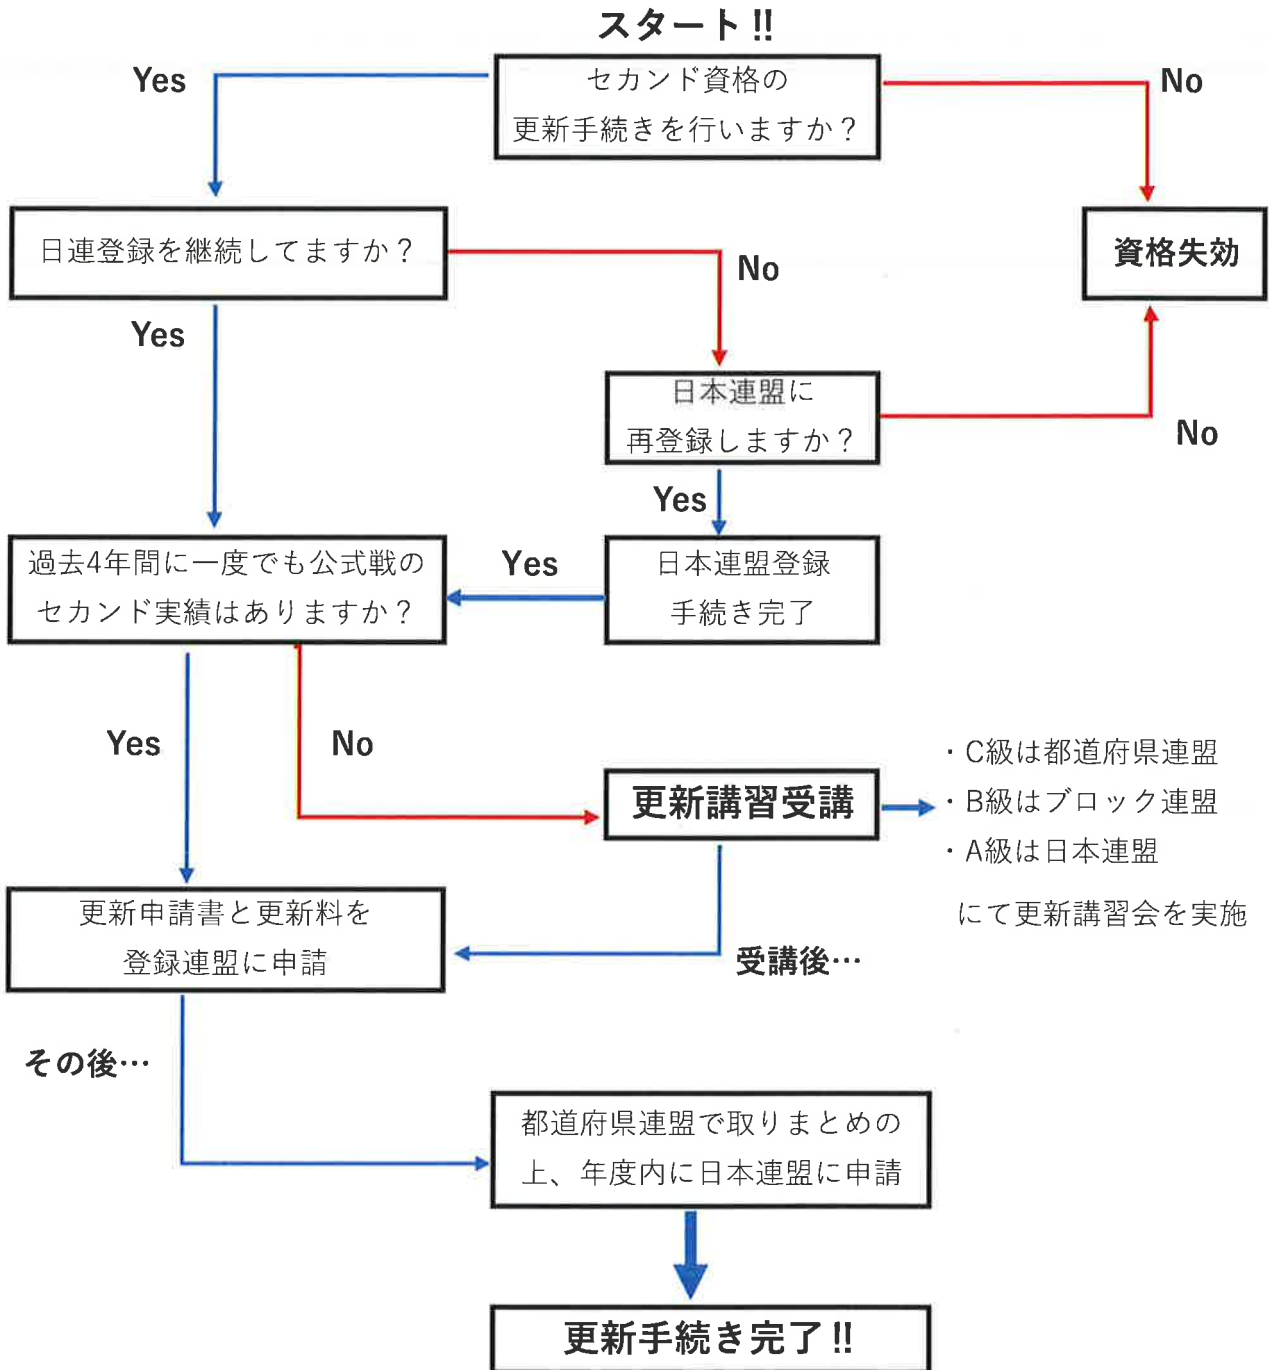 スタート!!
セカンド資格の
更新手続きを行いますか？
Yes
No
日連登録を継続してますか？
資格失効
No
Yes
日本連盟に
再登録しますか？
No
Yes
過去4年間に一度でも公式戦の
セカンド実績はありますか？
Yes
日本連盟登録
手続き完了
Yes
No
更新講習受講
・C級は都道府県連盟
・B級はブロック連盟
・A級は日本連盟
にて更新講習会を実施
更新申請書と更新料を
登録連盟に申請
受講後…
その後…
都道府県連盟で取りまとめの
上、年度内に日本連盟に申請
更新手続き完了!!